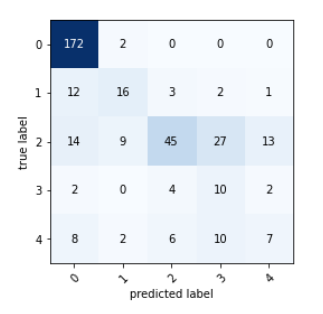 0 172 2 0 0 0
1 12 16 3 2 1
2 14 9 45 27 13
3 2 0 4 10 2
4 8 2 6 10 7
0 1 2 3 4
true label
predicted label